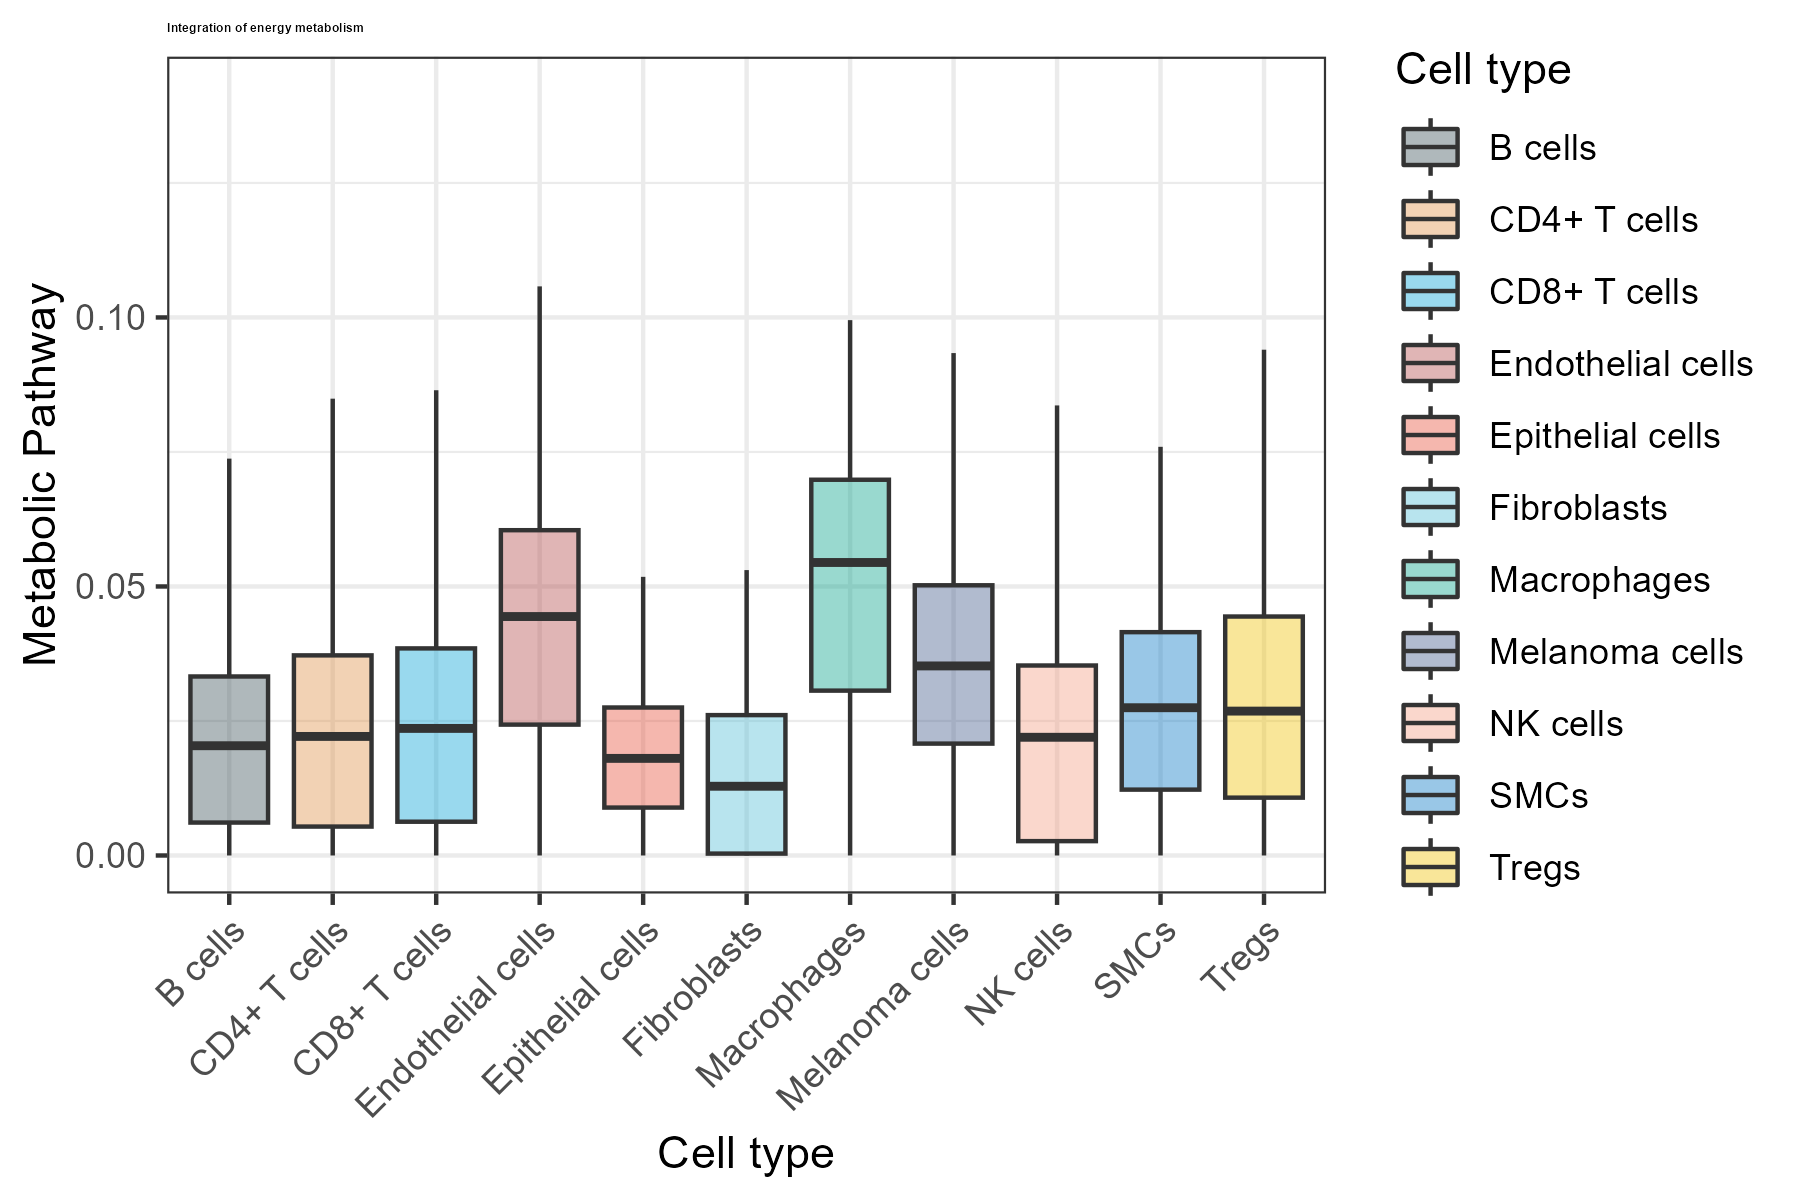 Integration of energy metabolism
Metabolic Pathway
0.10
0.05
0.00
B cells
CD4+ T cells
CD8+ T cells
Endothelial cells
Epithelial cells
Fibroblasts
Macrophages
Melanoma cells
NK cells
SMCs
Tregs
Cell type
Cell type
B cells
CD4+ T cells
CD8+ T cells
Endothelial cells
Epithelial cells
Fibroblasts
Macrophages
Melanoma cells
NK cells
SMCs
Tregs